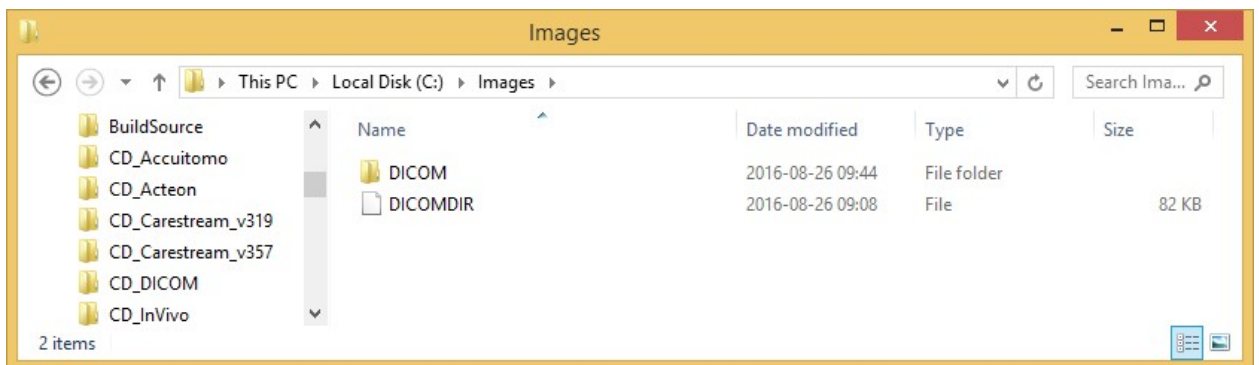 Images
This PC Local Disk (C:) Images
Search Ima...
BuildSource
CD_Accuitomo
CD_Acteon
CD_Carestream_v319
CD_Carestream_v357
CD_DICOM
CD_InVivo
Name Date modified Type Size
DICOM 2016-08-26 09:44 File folder
DICOMDIR 2016-08-26 09:08 File 82 KB
2 items